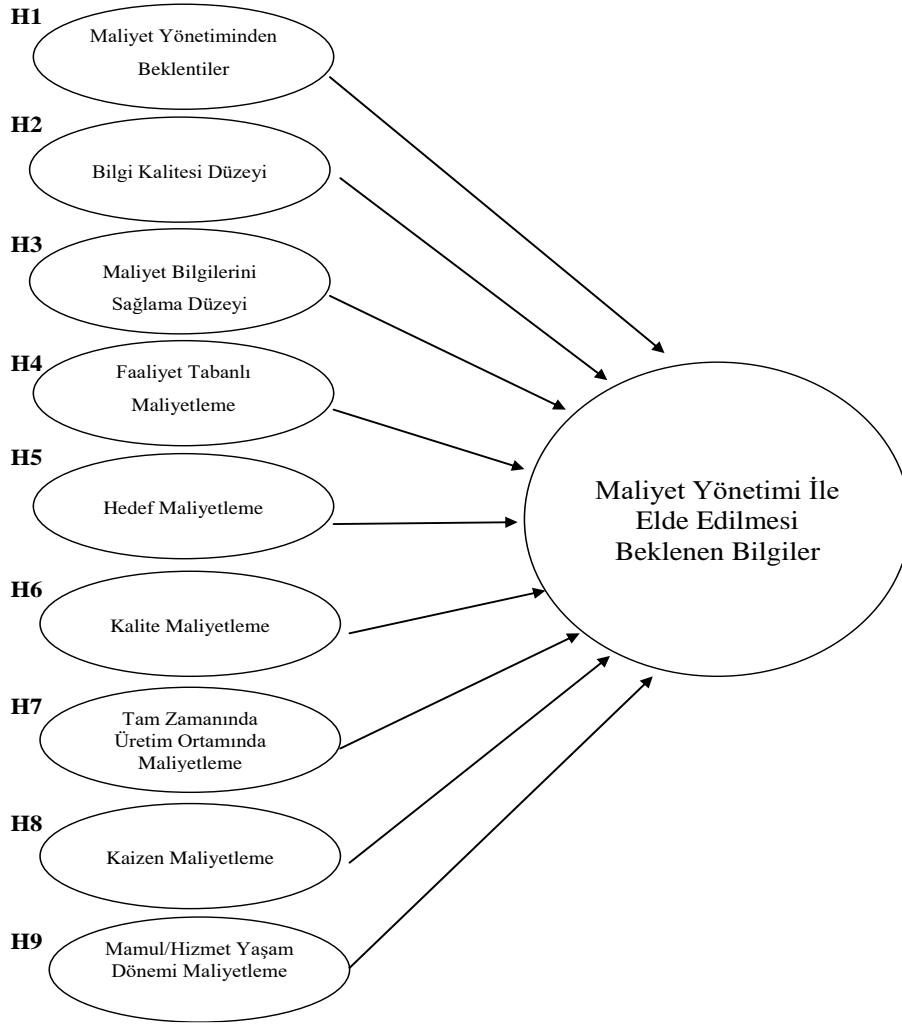 H1
Maliyet Yönetiminden
Beklentiler
H2
Bilgi Kalitesi Düzeyi
H3
Maliyet Bilgilerini
Sağlama Düzeyi
H4
Faaliyet Tabanlı
Maliyetleme
H5
Hedef Maliyetleme
H6
Kalite Maliyetleme
H7
Tam Zamanında
Üretim Ortamında
Maliyetleme
H8
Kaizen Maliyetleme
H9
Mamul/Hizmet Yaşam
Dönemi Maliyetleme
Maliyet Yönetimi İle
Elde Edilmesi
Beklenen Bilgiler